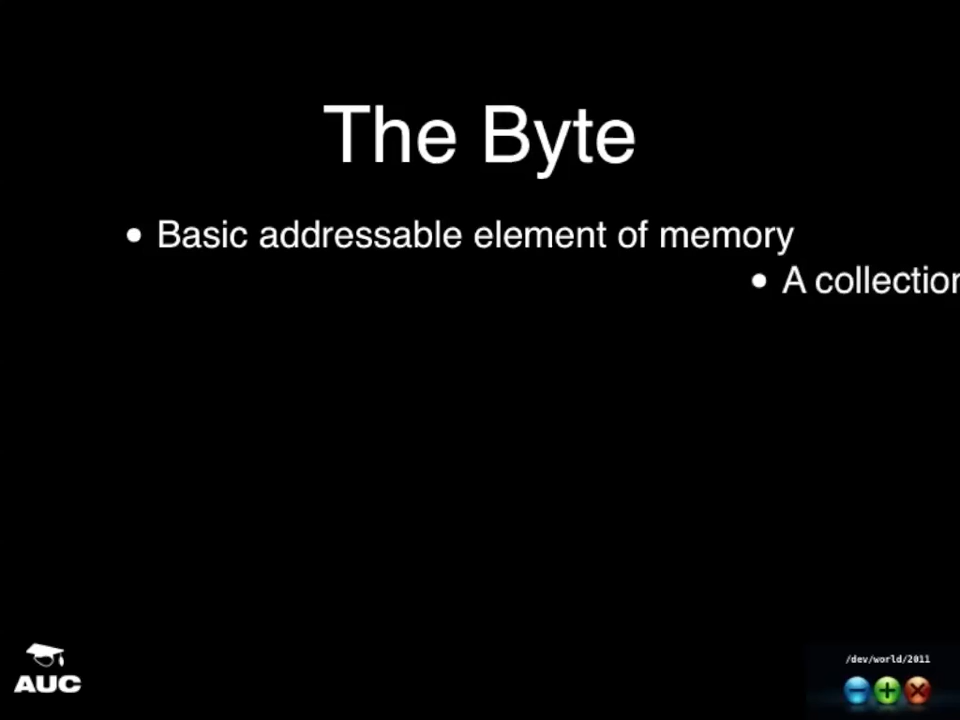 The Byte
• Basic addressable element of memory
• A collection
AUC
/dev/world/2011